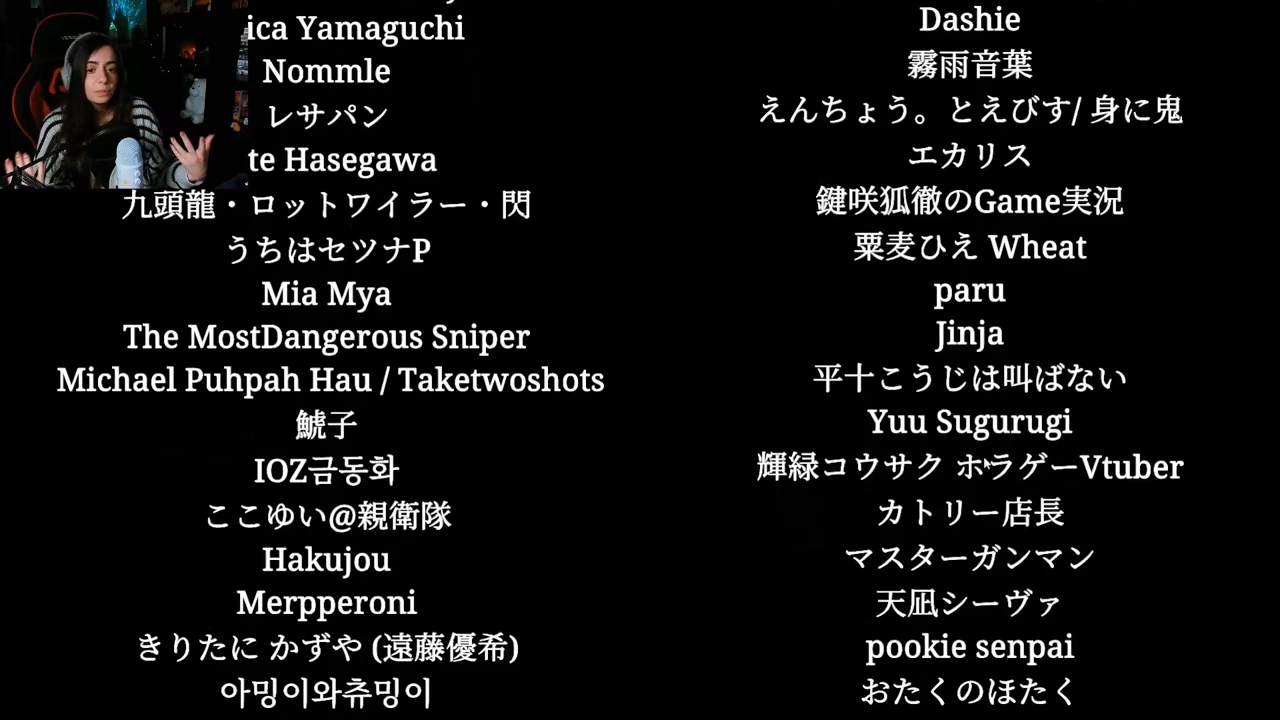 ica Yamaguchi
Nommle
レサパン
te Hasegawa
九頭龍・ロットワイラー・閃
うちはセツナP
Mia Mya
The MostDangerous Sniper
Michael Puhpah Hau / Taketwoshots
鯱子
IOZ금동화
ここゆい@親衛隊
Hakujou
Merpperoni
きりたに かずや (遠藤優希)
아밍이와츄밍이
Dashie
霧雨音葉
えんちょう。とえびす/ 身に鬼
エカリス
鍵咲狐徹のGame実況
粟麦ひえ Wheat
paru
Jinja
平十こうじは叫ばない
Yuu Sugurugi
輝緑コウサク ホラゲーVtuber
カトリー店長
マスターガンマン
天凪シーヴァ
pookie senpai
おたくのほたく